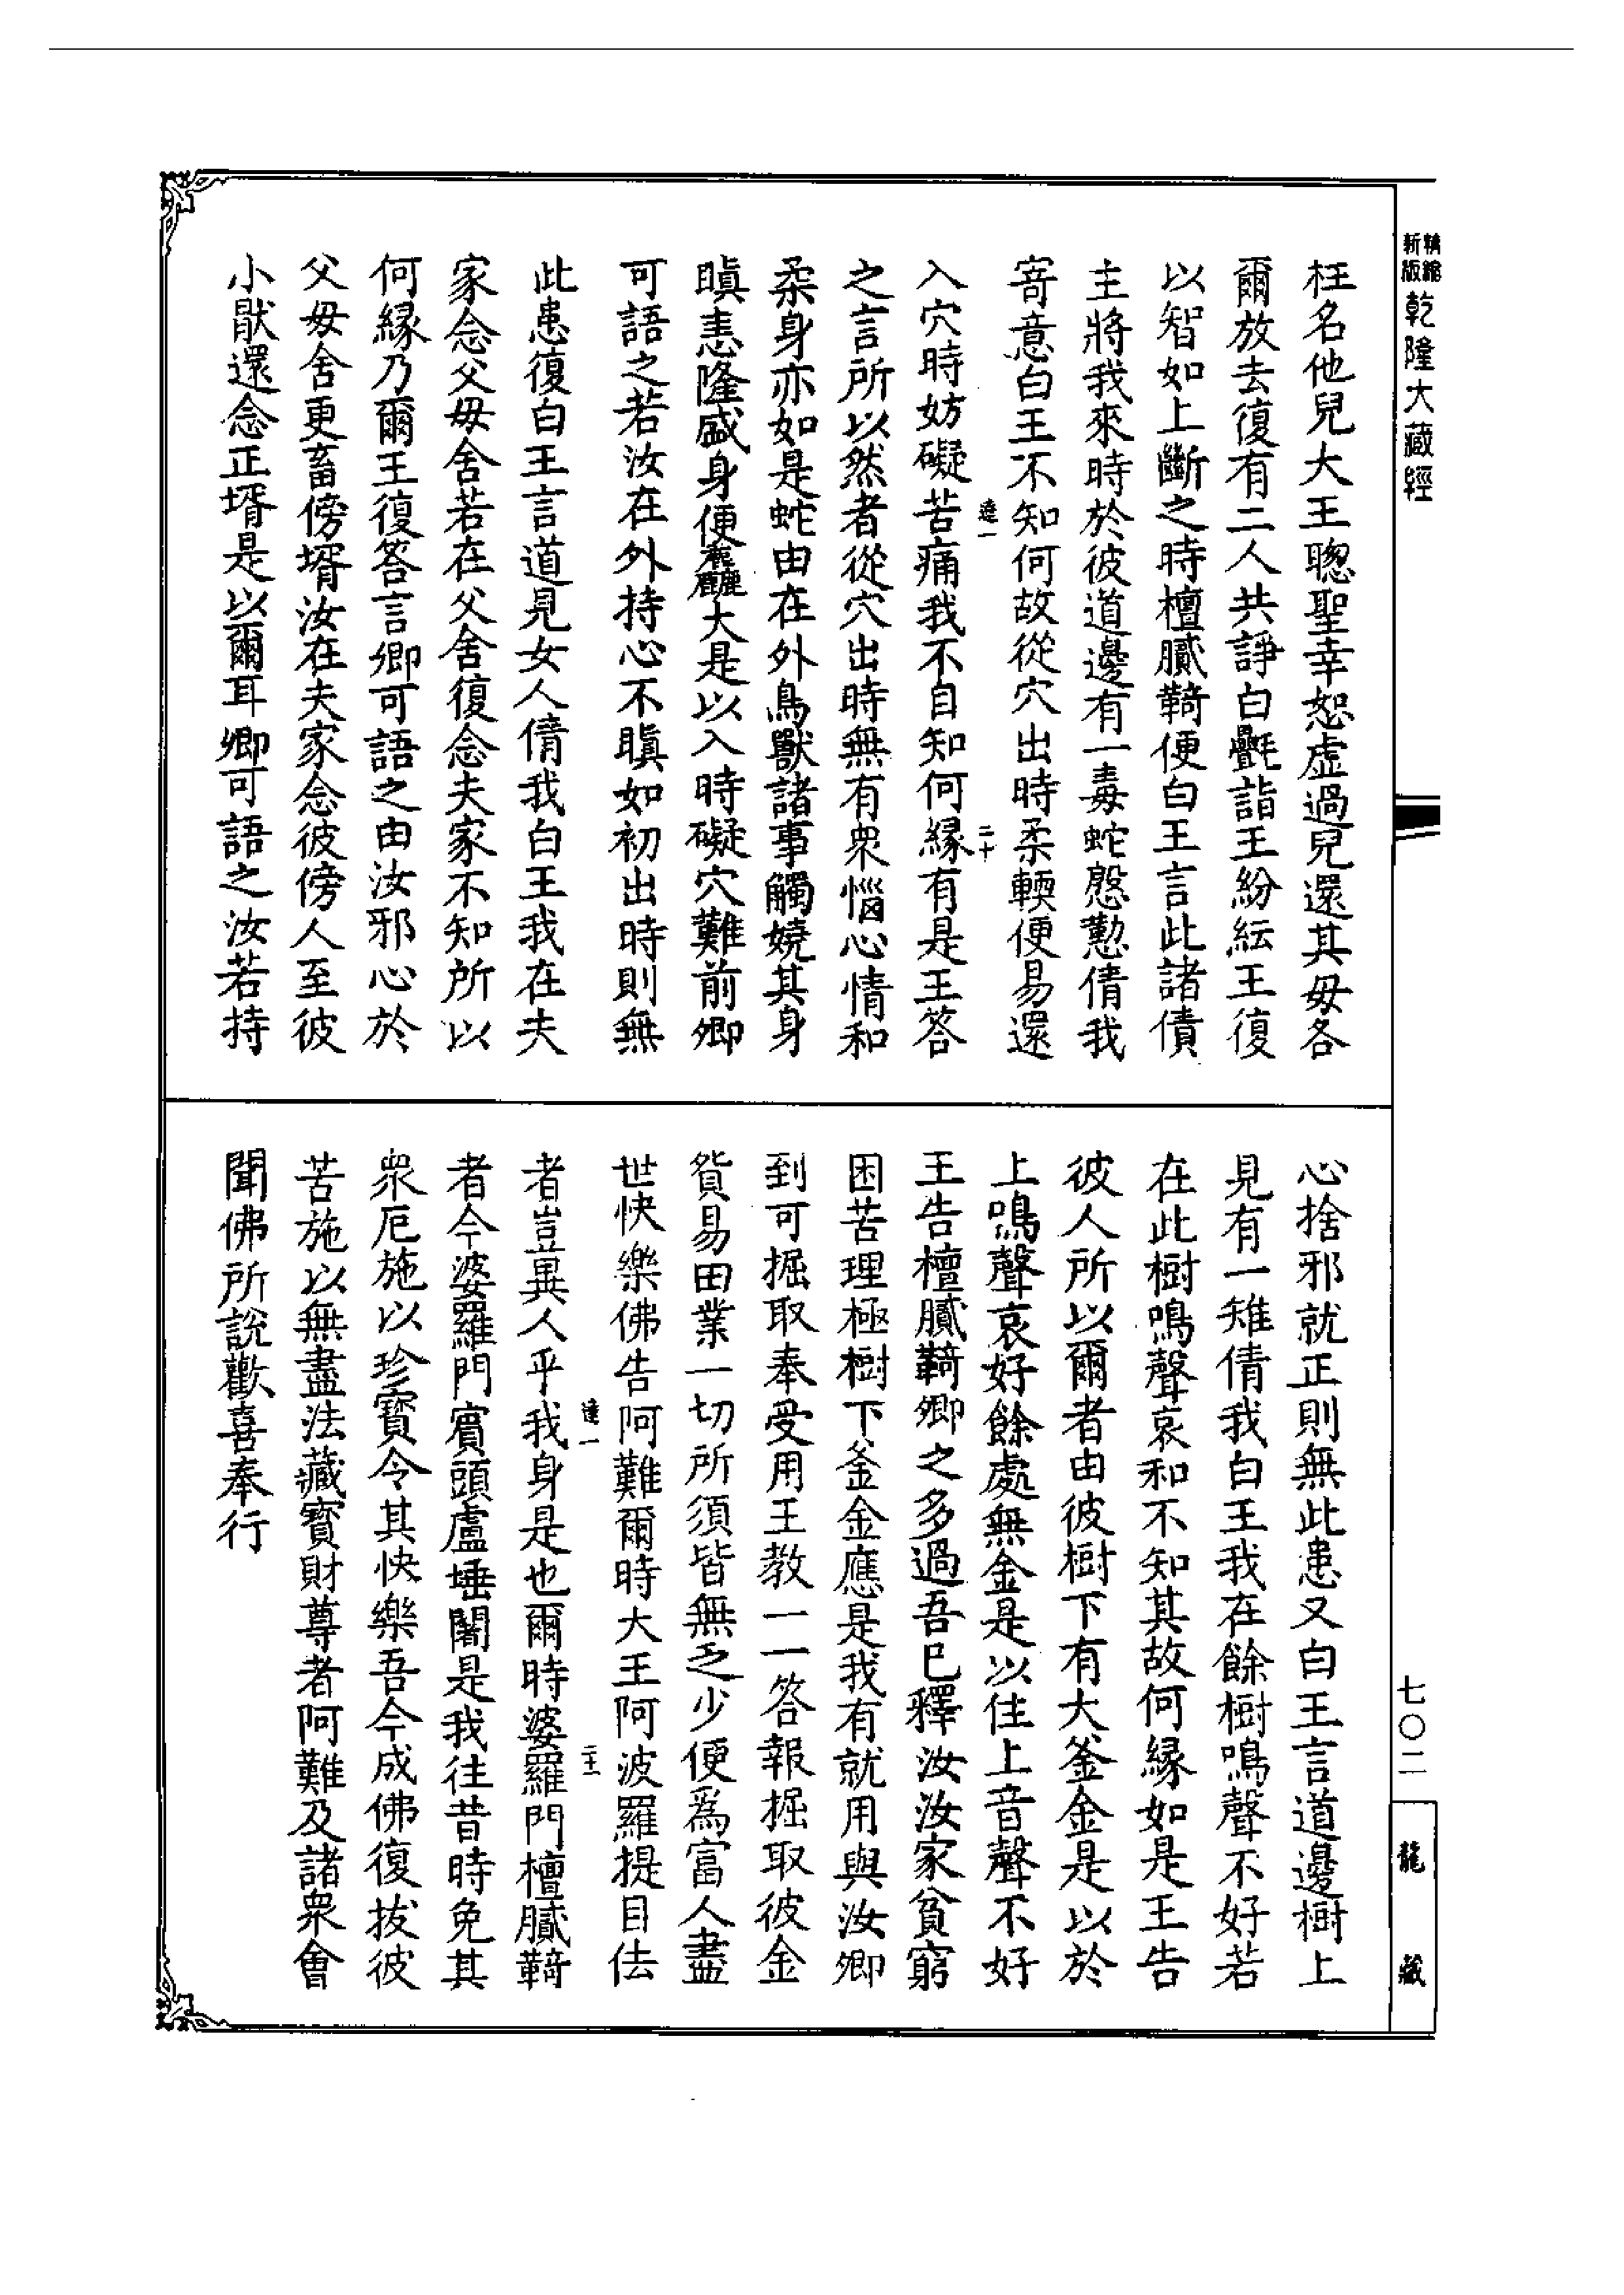 精縮
新版
乾隆大藏經
枉名他兒大王聰聖幸恕虛過兒還其毋各
爾放去復有二人共諍白㲲詣王紛紜王復
以智如上斷之時檀膩䩭便白王言此諸債
主將我來時於彼道邊有一毒蛇慇懃倩我
寄意白王不知何故從穴出時柔輭便易還
達一
二十
入穴時妨礙苦痛我不自知何緣有是王答
之言所以然者從穴出時無有衆惱心情和
柔身亦如是蛇由在外鳥獸諸事觸嬈其身
瞋恚隆盛身便麤大是以入時礙穴難前卿
可語之若汝在外持心不瞋如初出時則無
此患復白王言道見女人倩我白王我在夫
家念父毋舍若在父舍復念夫家不知所以
何緣乃爾王復答言卿可語之由汝邪心於
父毋舍更畜傍壻汝在夫家念彼傍人至彼
小猒還念正壻是以爾耳卿可語之汝若持
心捨邪就正則無此患又白王言道邊樹上
見有一雉倩我白王我在餘樹鳴聲不好若
在此樹鳴聲哀和不知其故何緣如是王告
彼人所以爾者由彼樹下有大釜金是以於
上鳴聲哀好餘處無金是以住上音聲不好
王告檀膩䩭卿之多過吾已釋汝汝家貧窮
困苦理極樹下釜金應是我有就用與汝卿
到可掘取奉受用王教一一答報掘取彼金
貨易田業一切所須皆無乏少便爲富人盡
世快樂佛告阿難爾時大王阿波羅提目佉
達一
二十一
者豈異人乎我身是也爾時婆羅門檀膩䩭
者今婆羅門賓頭盧埵闍是我往昔時免其
衆厄施以珍寶令其快樂吾今成佛復拔彼
苦施以無盡法藏寶財尊者阿難及諸衆會
聞佛所說歡喜奉行
七〇二
龍藏